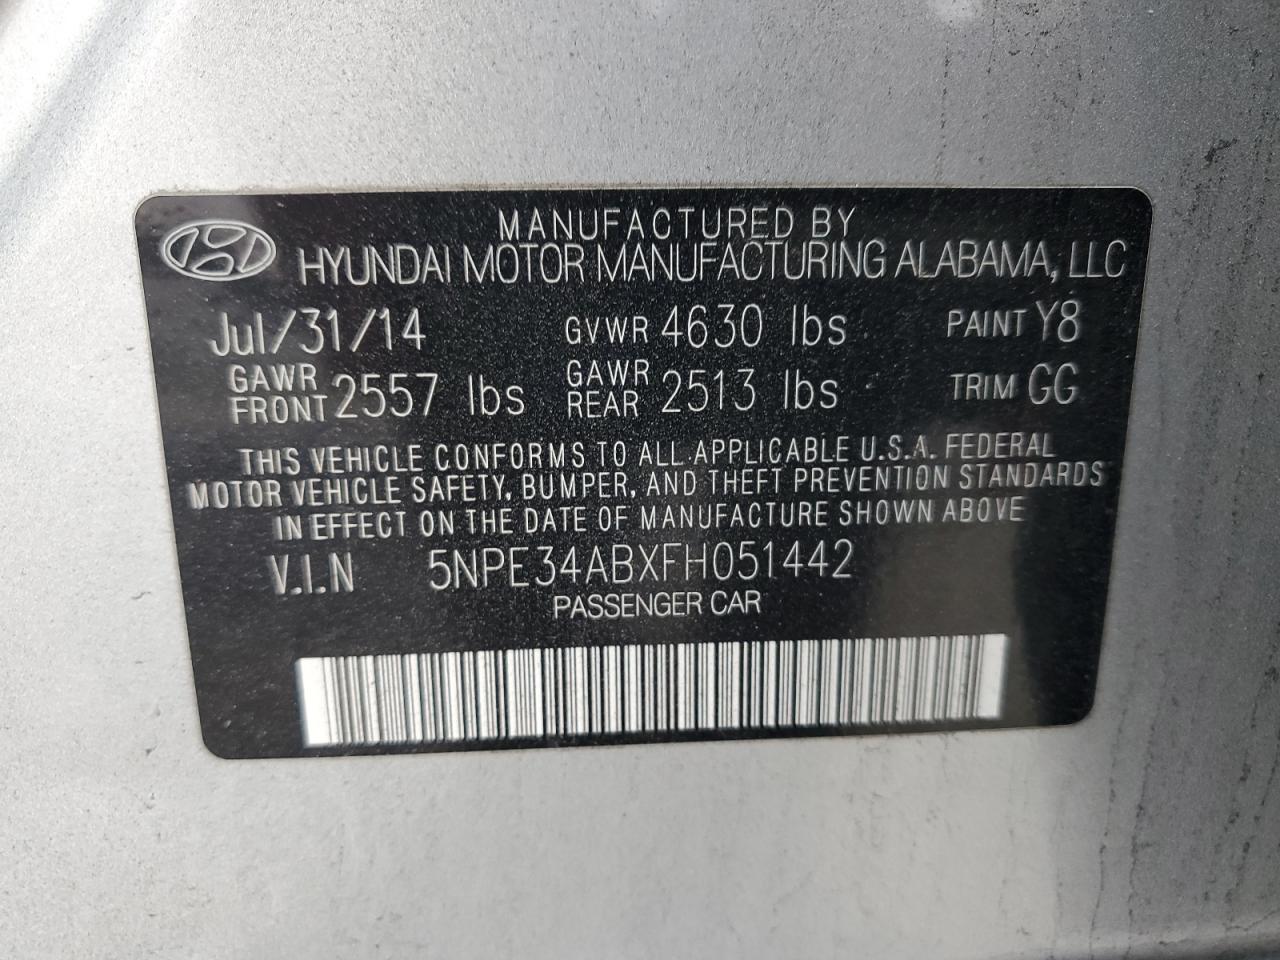 MANUFACTURED BY
HYUNDAI MOTOR MANUFACTURING ALABAMA, LLC
Jul/31/14 GVWR 4630 lbs PAINT Y8
GAWR FRONT 2557 lbs GAWR REAR 2513 lbs TRIM GG
THIS VEHICLE CONFORMS TO ALL APPLICABLE U.S.A. FEDERAL
MOTOR VEHICLE SAFETY, BUMPER, AND THEFT PREVENTION STANDARDS
IN EFFECT ON THE DATE OF MANUFACTURE SHOWN ABOVE
V.I.N 5NPE34ABXFH051442
PASSENGER CAR